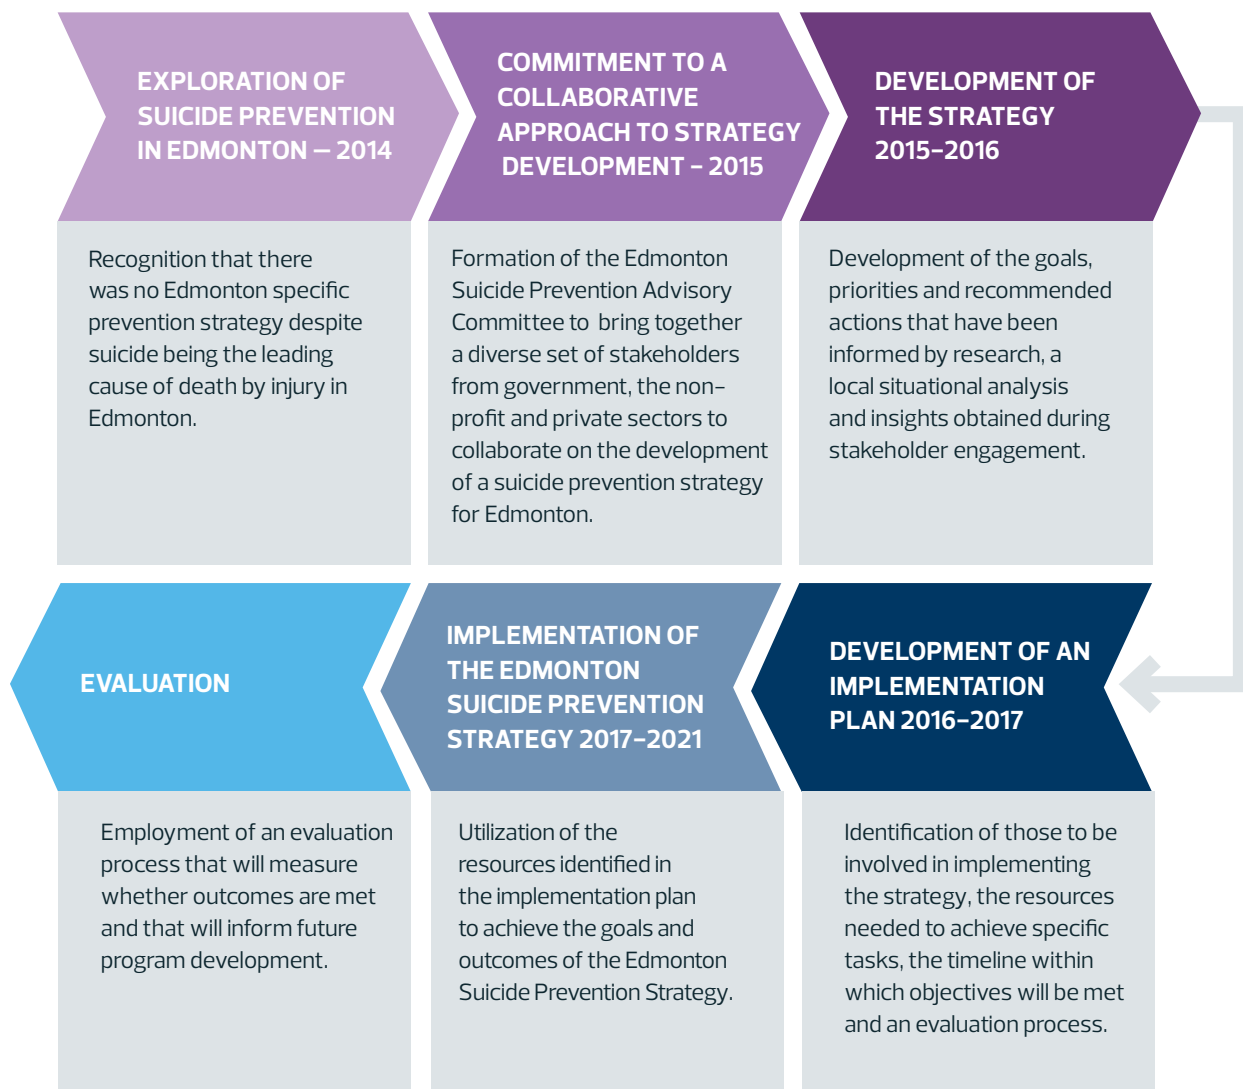 EXPLORATION OF
SUICIDE PREVENTION
IN EDMONTON — 2014
Recognition that there
was no Edmonton specific
prevention strategy despite
suicide being the leading
cause of death by injury in
Edmonton.
COMMITMENT TO A
COLLABORATIVE
APPROACH TO STRATEGY
DEVELOPMENT – 2015
Formation of the Edmonton
Suicide Prevention Advisory
Committee to bring together
a diverse set of stakeholders
from government, the non-
profit and private sectors to
collaborate on the development
of a suicide prevention strategy
for Edmonton.
DEVELOPMENT OF
THE STRATEGY
2015–2016
Development of the goals,
priorities and recommended
actions that have been
informed by research, a
local situational analysis
and insights obtained during
stakeholder engagement.
DEVELOPMENT OF AN
IMPLEMENTATION
PLAN 2016–2017
Identification of those to be
involved in implementing
the strategy, the resources
needed to achieve specific
tasks, the timeline within
which objectives will be met
and an evaluation process.
IMPLEMENTATION OF
THE EDMONTON
SUICIDE PREVENTION
STRATEGY 2017–2021
Utilization of the
resources identified in
the implementation plan
to achieve the goals and
outcomes of the Edmonton
Suicide Prevention Strategy.
EVALUATION
Employment of an evaluation
process that will measure
whether outcomes are met
and that will inform future
program development.